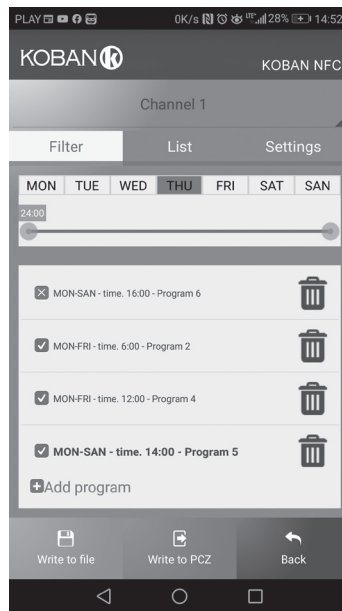 PLAY 0K/s LTE 28% 14:52
KOBAN KOBAN NFC
Channel 1
Filter List Settings
MON TUE WED THU FRI SAT SAN
24:00
MON-SAN - time. 16:00 - Program 6
MON-FRI - time. 6:00 - Program 2
MON-FRI - time. 12:00 - Program 4
MON-SAN - time. 14:00 - Program 5
Add program
Write to file Write to PCZ Back